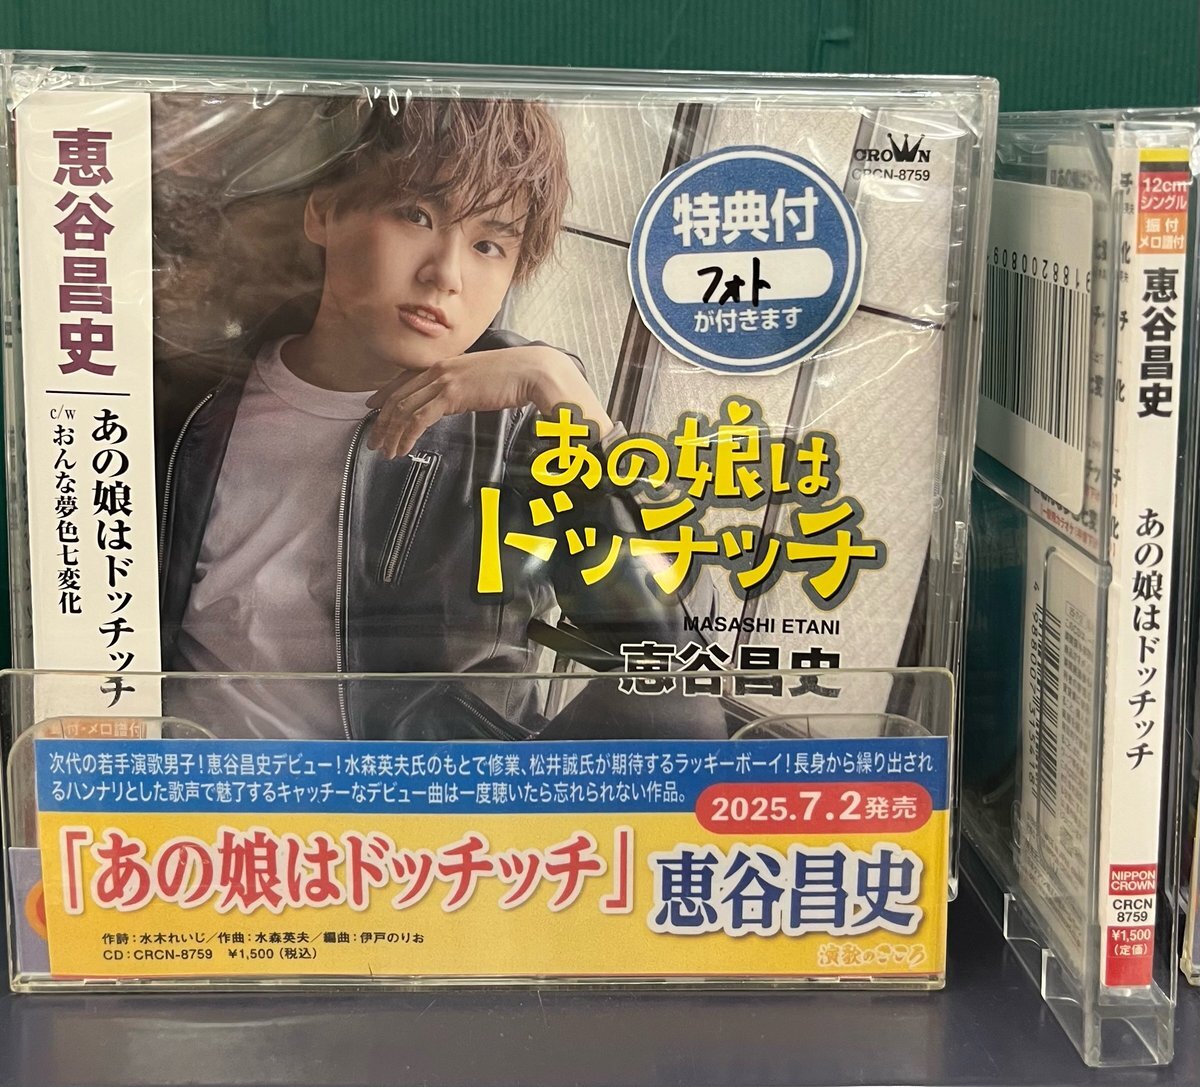 恵谷昌史
あの娘はドッチッチ
c/w おんな夢色七変化
CROWN
CRCN-8759
特典付
フォト
が付きます
あの娘は
ドッチッチ
MASASHI ETANI
恵谷昌史
付・メロ譜付
次代の若手演歌男子!恵谷昌史デビュー!水森英夫氏のもとで修業、松井誠氏が期待するラッキーボーイ!長身から繰り出され
るハンナリとした歌声で魅了するキャッチーなデビュー曲は一度聴いたら忘れられない作品。
2025.7.2発売
「あの娘はドッチッチ」
恵谷昌史
作詩:水木れいじ/作曲:水森英夫/編曲:伊戸のりお
CD:CRCN-8759 ¥1,500(税込)
演歌のこころ
12cm
シングル
振付
メロ譜付
恵谷昌史
あの娘はドッチッチ
NIPPON
CROWN
CRCN
8759
¥1,500
(定価)